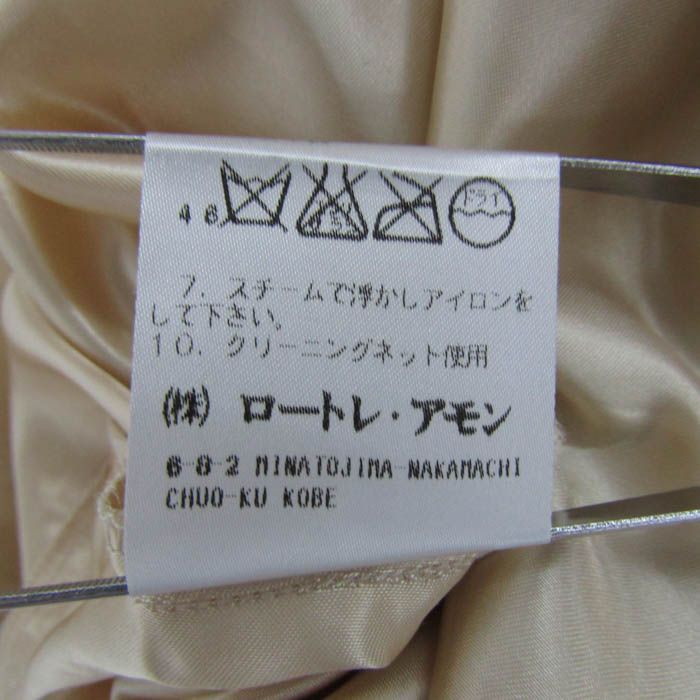 46 ドライ
7．スチームで浮かしアイロンを
して下さい。
10．クリーニングネット使用
(株) ロートレ・アモン
6-8-2 MINATOJIMA-NAKAMACHI
CHUO-KU KOBE